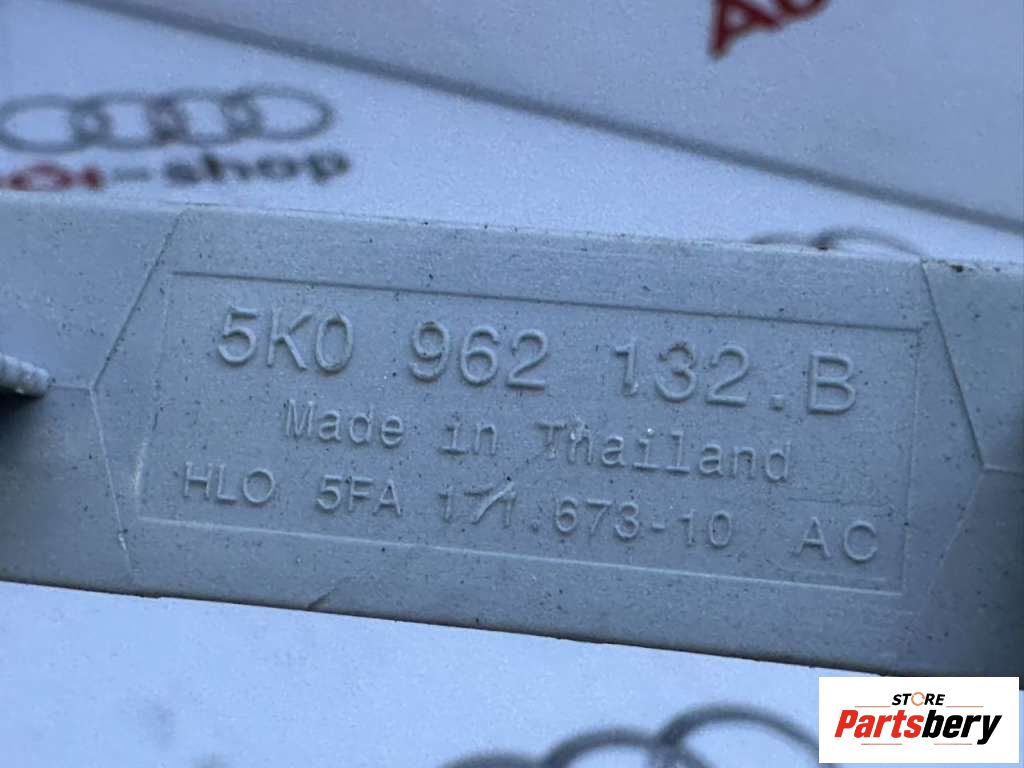 -shop
5K0 962 132.B
Made in Thailand
HLO 5FA 171.673-10 AC
STORE
Partsbery